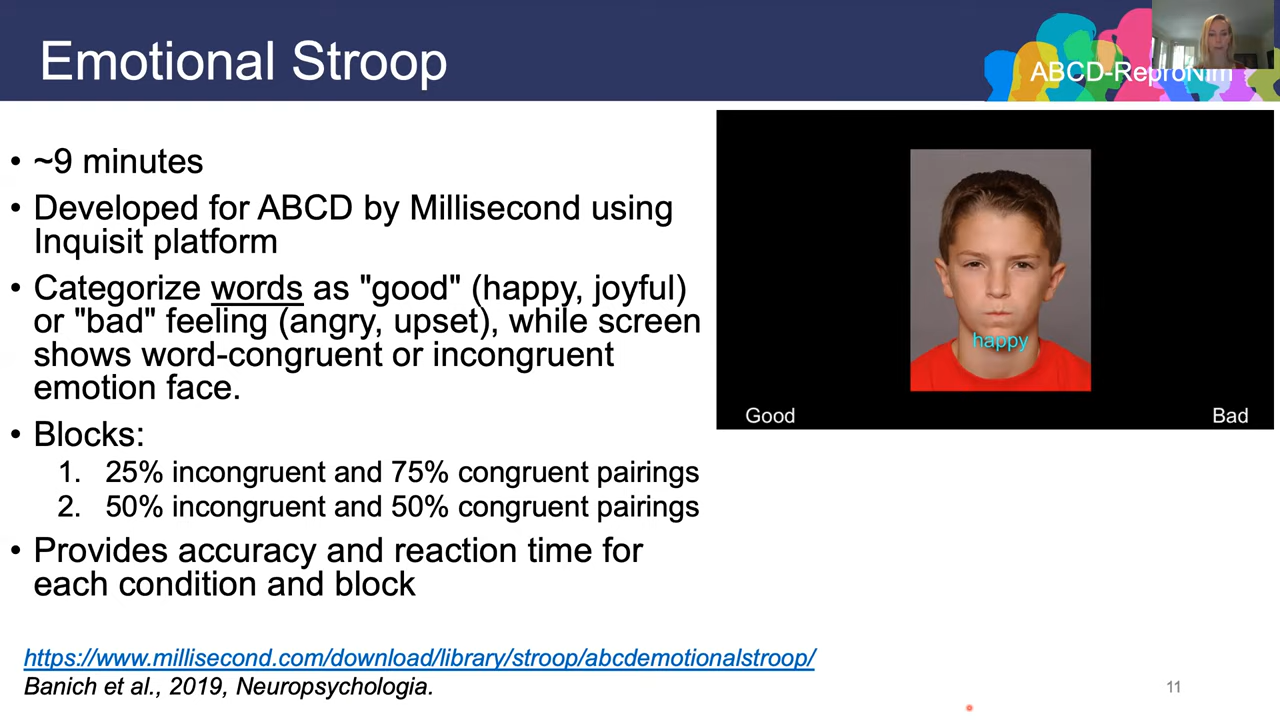 Emotional Stroop
ABCD-ReproNim
• ~9 minutes
• Developed for ABCD by Millisecond using
Inquisit platform
• Categorize words as "good" (happy, joyful)
or "bad" feeling (angry, upset), while screen
shows word-congruent or incongruent
emotion face.
• Blocks:
1. 25% incongruent and 75% congruent pairings
2. 50% incongruent and 50% congruent pairings
• Provides accuracy and reaction time for
each condition and block
happy
Good
Bad
https://www.millisecond.com/download/library/stroop/abcdemotionalstroop/
Banich et al., 2019, Neuropsychologia.
11